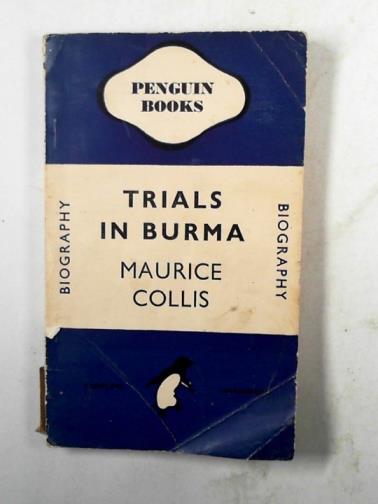 PENGUIN
BOOKS
BIOGRAPHY
TRIALS
IN BURMA
MAURICE
COLLIS
BIOGRAPHY